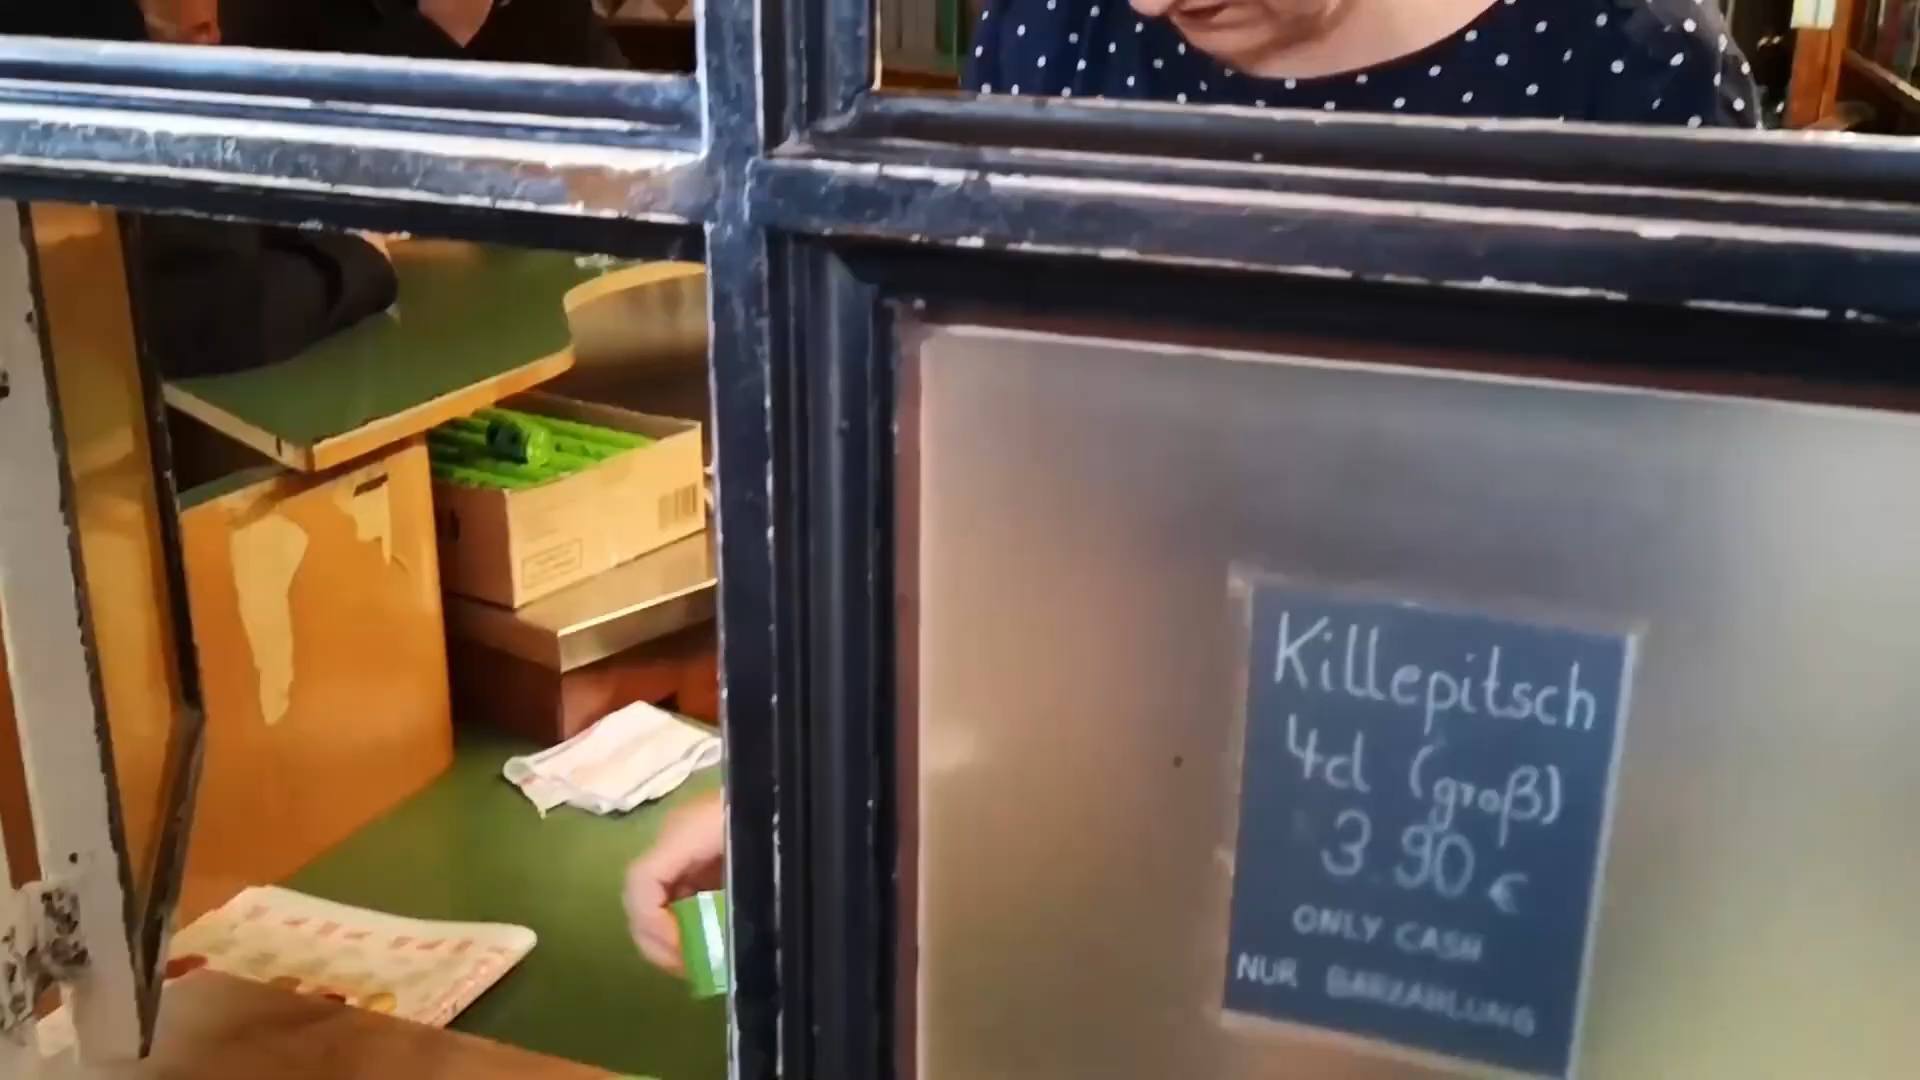 Killepitsch
4cl (groß)
3.90 €
ONLY CASH
NUR BARZAHLUNG